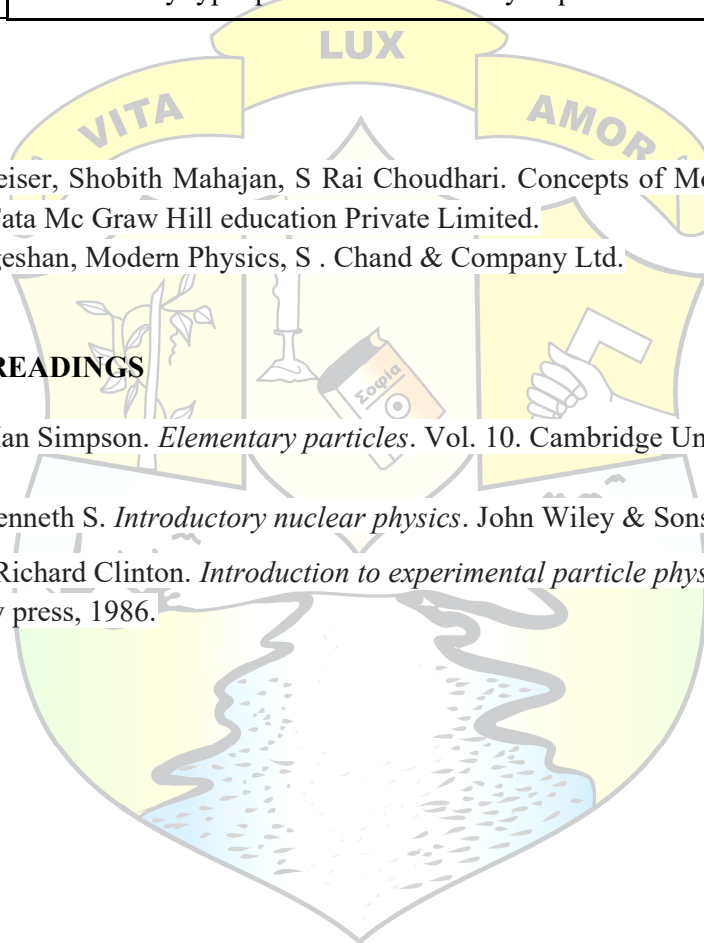 LUX
VITA
AMOR
eiser, Shobith Mahajan, S Rai Choudhari. Concepts of Mo
Tata Mc Graw Hill education Private Limited.
geshan, Modern Physics, S . Chand & Company Ltd.
READINGS
Σοφία
Ian Simpson. Elementary particles. Vol. 10. Cambridge Un
enneth S. Introductory nuclear physics. John Wiley & Sons
Richard Clinton. Introduction to experimental particle phys
y press, 1986.